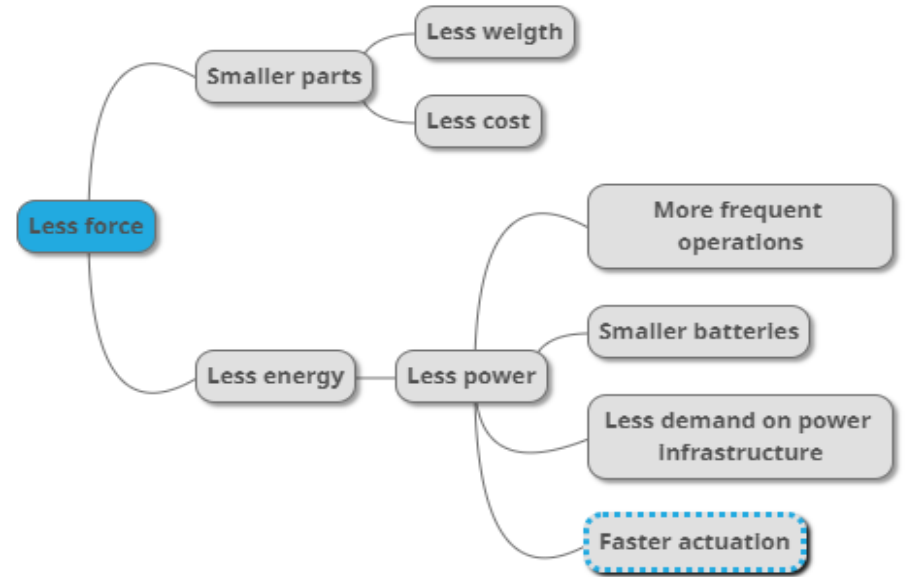 Less weigth
Smaller parts
Less cost
Less force
More frequent
operations
Smaller batteries
Less energy
Less power
Less demand on power
infrastructure
Faster actuation